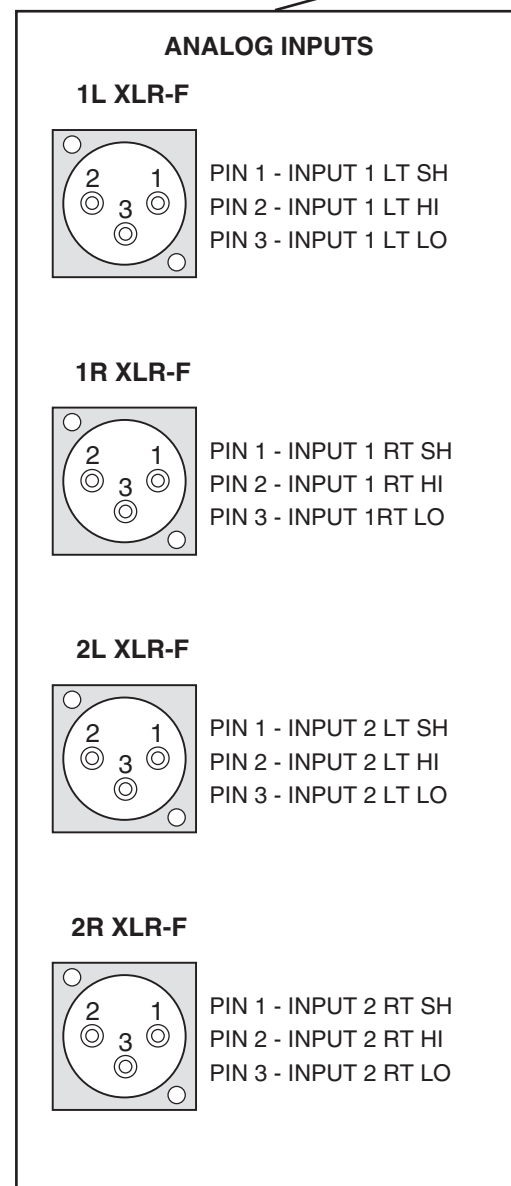 ANALOG INPUTS
1L XLR-F
2 1
3
PIN 1 - INPUT 1 LT SH
PIN 2 - INPUT 1 LT HI
PIN 3 - INPUT 1 LT LO
1R XLR-F
2 1
3
PIN 1 - INPUT 1 RT SH
PIN 2 - INPUT 1 RT HI
PIN 3 - INPUT 1RT LO
2L XLR-F
2 1
3
PIN 1 - INPUT 2 LT SH
PIN 2 - INPUT 2 LT HI
PIN 3 - INPUT 2 LT LO
2R XLR-F
2 1
3
PIN 1 - INPUT 2 RT SH
PIN 2 - INPUT 2 RT HI
PIN 3 - INPUT 2 RT LO